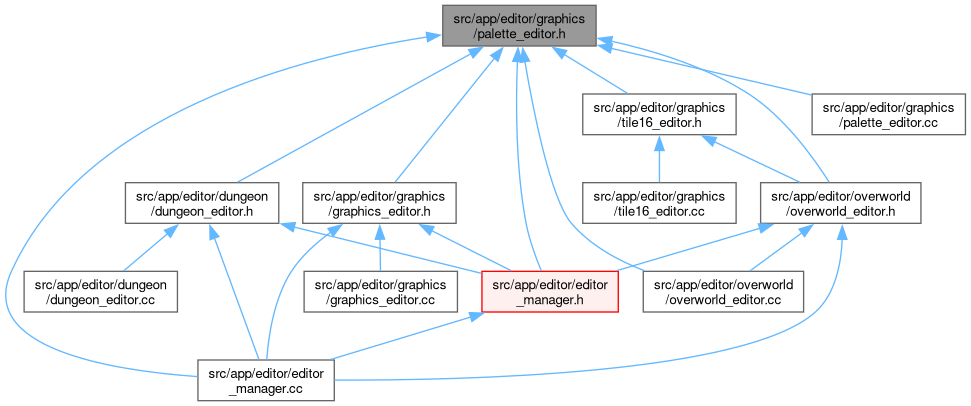 src/app/editor/graphics
/palette_editor.h
src/app/editor/graphics
/tile16_editor.h
src/app/editor/graphics
/palette_editor.cc
src/app/editor/dungeon
/dungeon_editor.h
src/app/editor/graphics
/graphics_editor.h
src/app/editor/graphics
/tile16_editor.cc
src/app/editor/overworld
/overworld_editor.h
src/app/editor/dungeon
/dungeon_editor.cc
src/app/editor/graphics
/graphics_editor.cc
src/app/editor/editor
_manager.h
src/app/editor/overworld
/overworld_editor.cc
src/app/editor/editor
_manager.cc